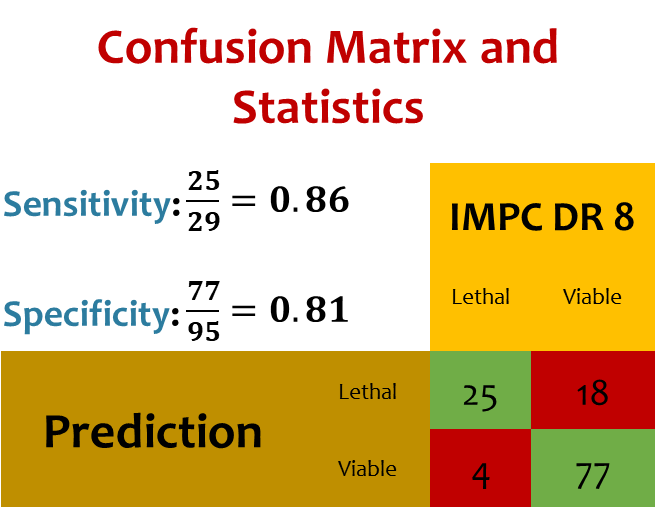 Confusion Matrix and
Statistics
Sensitivity: 25/29 = 0.86
IMPC DR 8
Lethal Viable
Specificity: 77/95 = 0.81
Prediction
Lethal 25 18
Viable 4 77